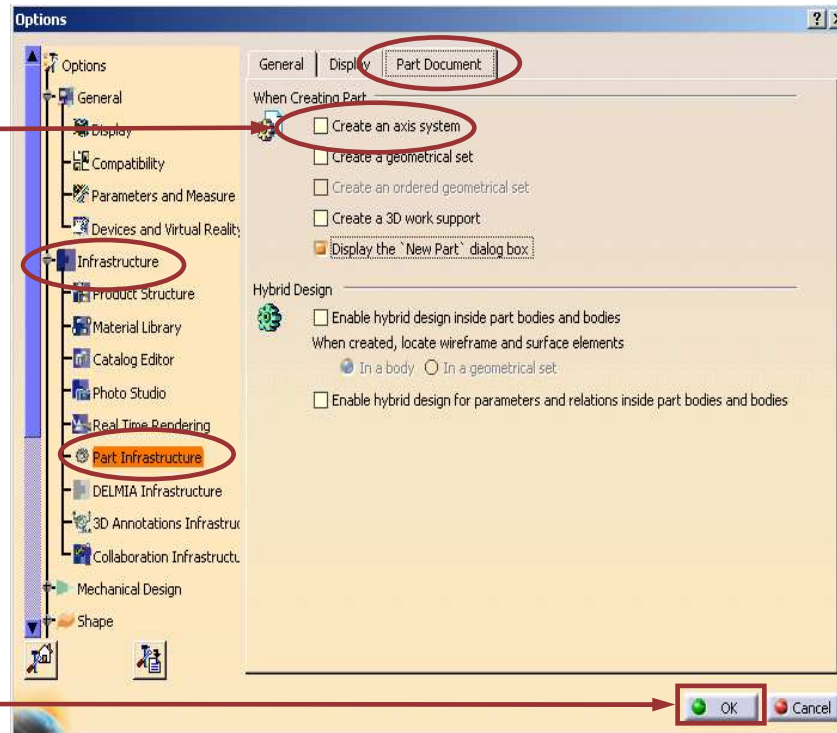 Options
?
Options
General
Display
Compatibility
Parameters and Measure
Devices and Virtual Reality
Infrastructure
Product Structure
Material Library
Catalog Editor
Photo Studio
Real Time Rendering
Part Infrastructure
DELMIA Infrastructure
3D Annotations Infrastruc
Collaboration Infrastructu
Mechanical Design
Shape
General Display Part Document
When Creating Part
Create an axis system
Create a geometrical set
Create an ordered geometrical set
Create a 3D work support
Display the `New Part` dialog box
Hybrid Design
Enable hybrid design inside part bodies and bodies
When created, locate wireframe and surface elements
In a body In a geometrical set
Enable hybrid design for parameters and relations inside part bodies and bodies
OK Cancel